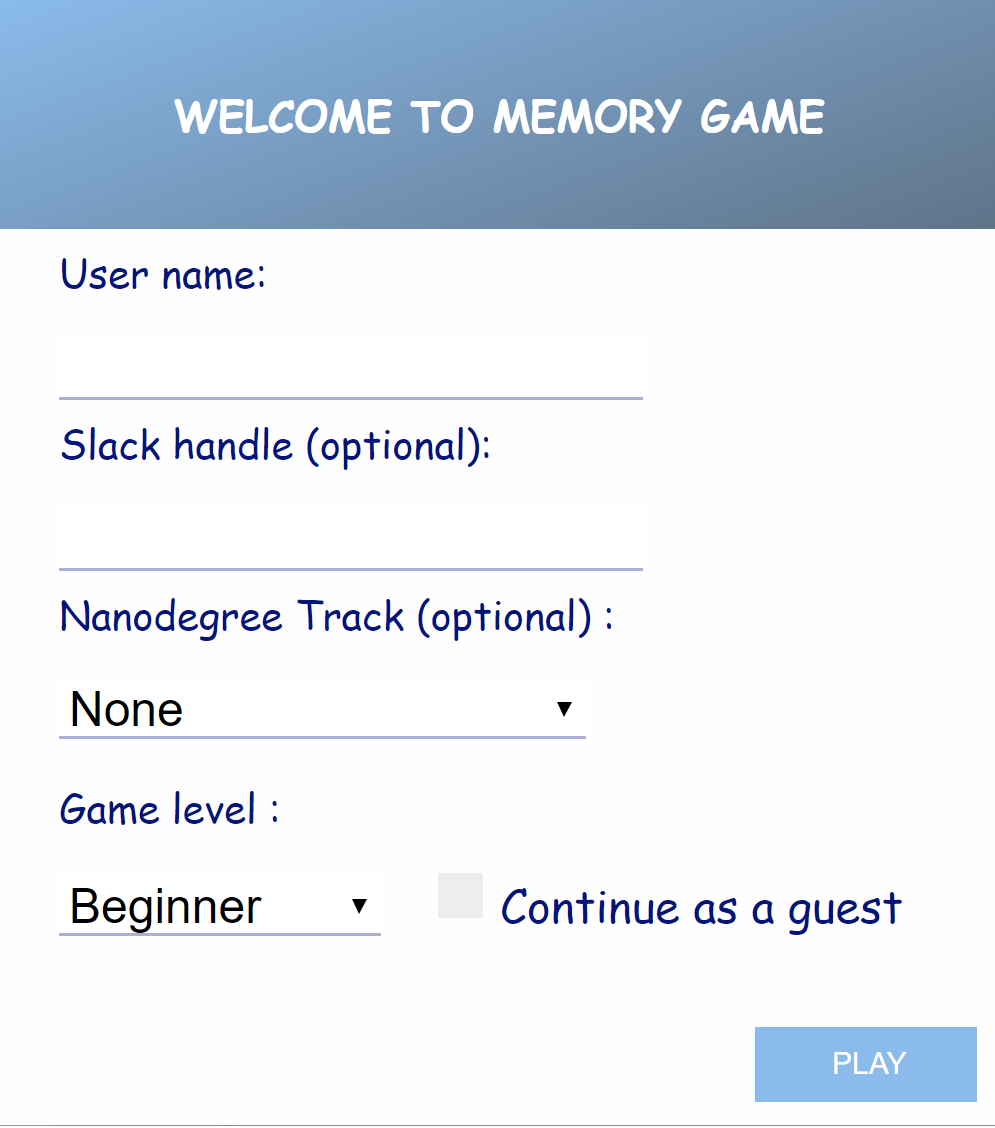 WELCOME TO MEMORY GAME
User name:
Slack handle (optional):
Nanodegree Track (optional) :
None
Game level :
Beginner
Continue as a guest
PLAY